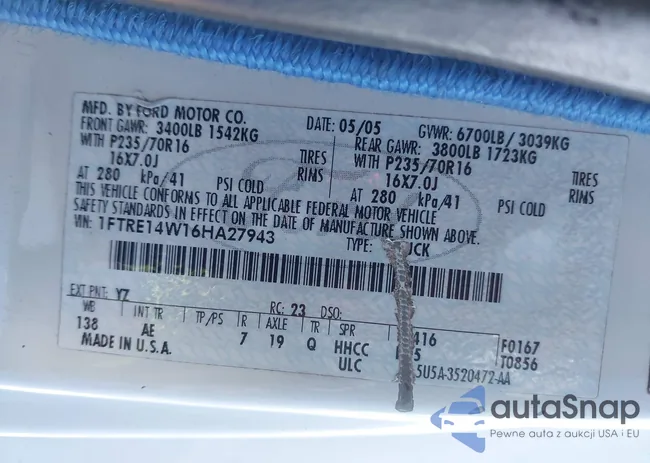 MFD. BY FORD MOTOR CO. DATE: 05/05 GVWR: 6700LB/ 3039KG
FRONT GAWR: 3400LB 1542KG REAR GAWR: 3800LB 1723KG
WITH P235/70R16 TIRES WITH P235/70R16 TIRES
16X7.0J RIMS 16X7.0J RIMS
AT 280 kPa/41 PSI COLD AT 280 kPa/41 PSI COLD
THIS VEHICLE CONFORMS TO ALL APPLICABLE FEDERAL MOTOR VEHICLE
SAFETY STANDARDS IN EFFECT ON THE DATE OF MANUFACTURE SHOWN ABOVE.
VIN: 1FTRE14W16HA27943 TYPE: UCK
EXT PNT: YZ RC: 23 DSO:
WB INT TR TP/PS R AXLE TR SPR 416 F0167
138 AE 7 19 Q HHCC 5 T0856
MADE IN U.S.A. ULC 5U5A-3520472-AA
autaSnap
Pewne auta z aukcji USA i EU